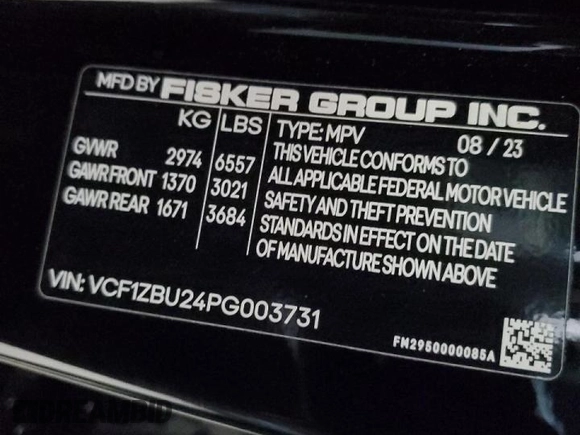 MFD BY FISKER GROUP INC.
KG LBS TYPE: MPV 08 / 23
GVWR 2974 6557 THIS VEHICLE CONFORMS TO
GAWR FRONT 1370 3021 ALL APPLICABLE FEDERAL MOTOR VEHICLE
GAWR REAR 1671 3684 SAFETY AND THEFT PREVENTION
STANDARDS IN EFFECT ON THE DATE
OF MANUFACTURE SHOWN ABOVE
VIN: VCF1ZBU24PG003731
FM2950000085A